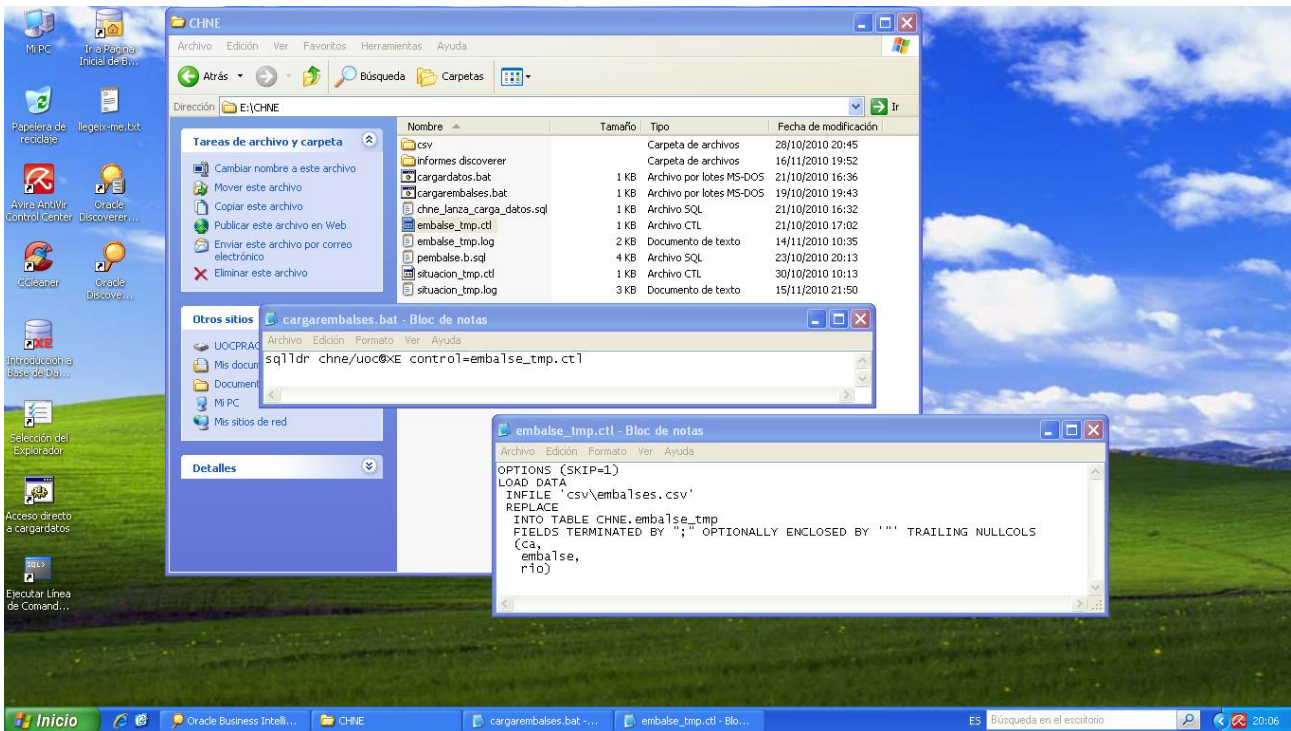 Mi PC
Ir a Página
Inicial de B...
Papelera de
reciclaje
llegeix-me.txt
Avira AntiVir
Control Center
Oracle
Discoverer...
CCleaner
Oracle
Discove...
Introducción a
Base de Da...
Selección del
Explorador
Acceso directo
a cargardatos
SQL>
Ejecutar Línea
de Comand...
CHNE
Archivo Edición Ver Favoritos Herramientas Ayuda
Atrás Búsqueda Carpetas
Dirección E:\CHNE Ir
Tareas de archivo y carpeta
Cambiar nombre a este archivo
Mover este archivo
Copiar este archivo
Publicar este archivo en Web
Enviar este archivo por correo
electrónico
Eliminar este archivo
Otros sitios
UOCPRAC
Mis docum
Document
Mi PC
Mis sitios de red
Detalles
Nombre Tamaño Tipo Fecha de modificación
csv Carpeta de archivos 28/10/2010 20:45
informes discoverer Carpeta de archivos 16/11/2010 19:52
cargardatos.bat 1 KB Archivo por lotes MS-DOS 21/10/2010 16:36
cargarembalses.bat 1 KB Archivo por lotes MS-DOS 19/10/2010 19:43
chne_lanza_carga_datos.sql 1 KB Archivo SQL 21/10/2010 16:32
embalse_tmp.ctl 1 KB Archivo CTL 21/10/2010 17:02
embalse_tmp.log 2 KB Documento de texto 14/11/2010 10:35
pembalse.b.sql 4 KB Archivo SQL 23/10/2010 20:13
situacion_tmp.ctl 1 KB Archivo CTL 30/10/2010 10:13
situacion_tmp.log 3 KB Documento de texto 15/11/2010 21:50
cargarembalses.bat - Bloc de notas
Archivo Edición Formato Ver Ayuda
sqlldr chne/uoc@XE control=embalse_tmp.ctl
embalse_tmp.ctl - Bloc de notas
Archivo Edición Formato Ver Ayuda
OPTIONS (SKIP=1)
LOAD DATA
INFILE 'csv\embalses.csv'
REPLACE
INTO TABLE CHNE.embalse_tmp
FIELDS TERMINATED BY ";" OPTIONALLY ENCLOSED BY '"' TRAILING NULLCOLS
(ca,
embalse,
rio)
Inicio
Oracle Business Intelli...
CHNE
cargarembalses.bat -...
embalse_tmp.ctl - Blo...
ES
Búsqueda en el escritorio
20:06